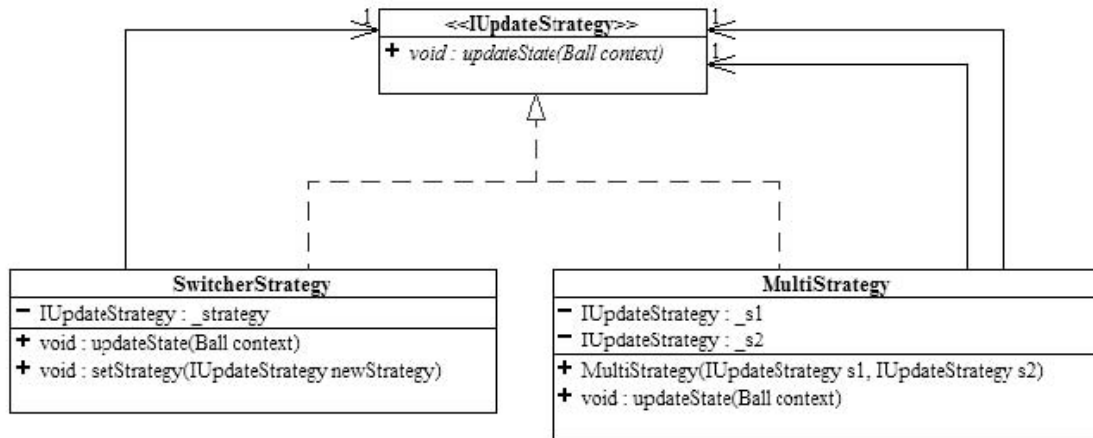 1
<<IUpdateStrategy>>
1
+ void : updateState(Ball context)
1
SwitcherStrategy
- IUpdateStrategy : _strategy
+ void : updateState(Ball context)
+ void : setStrategy(IUpdateStrategy newStrategy)
MultiStrategy
- IUpdateStrategy : _s1
- IUpdateStrategy : _s2
+ MultiStrategy(IUpdateStrategy s1, IUpdateStrategy s2)
+ void : updateState(Ball context)